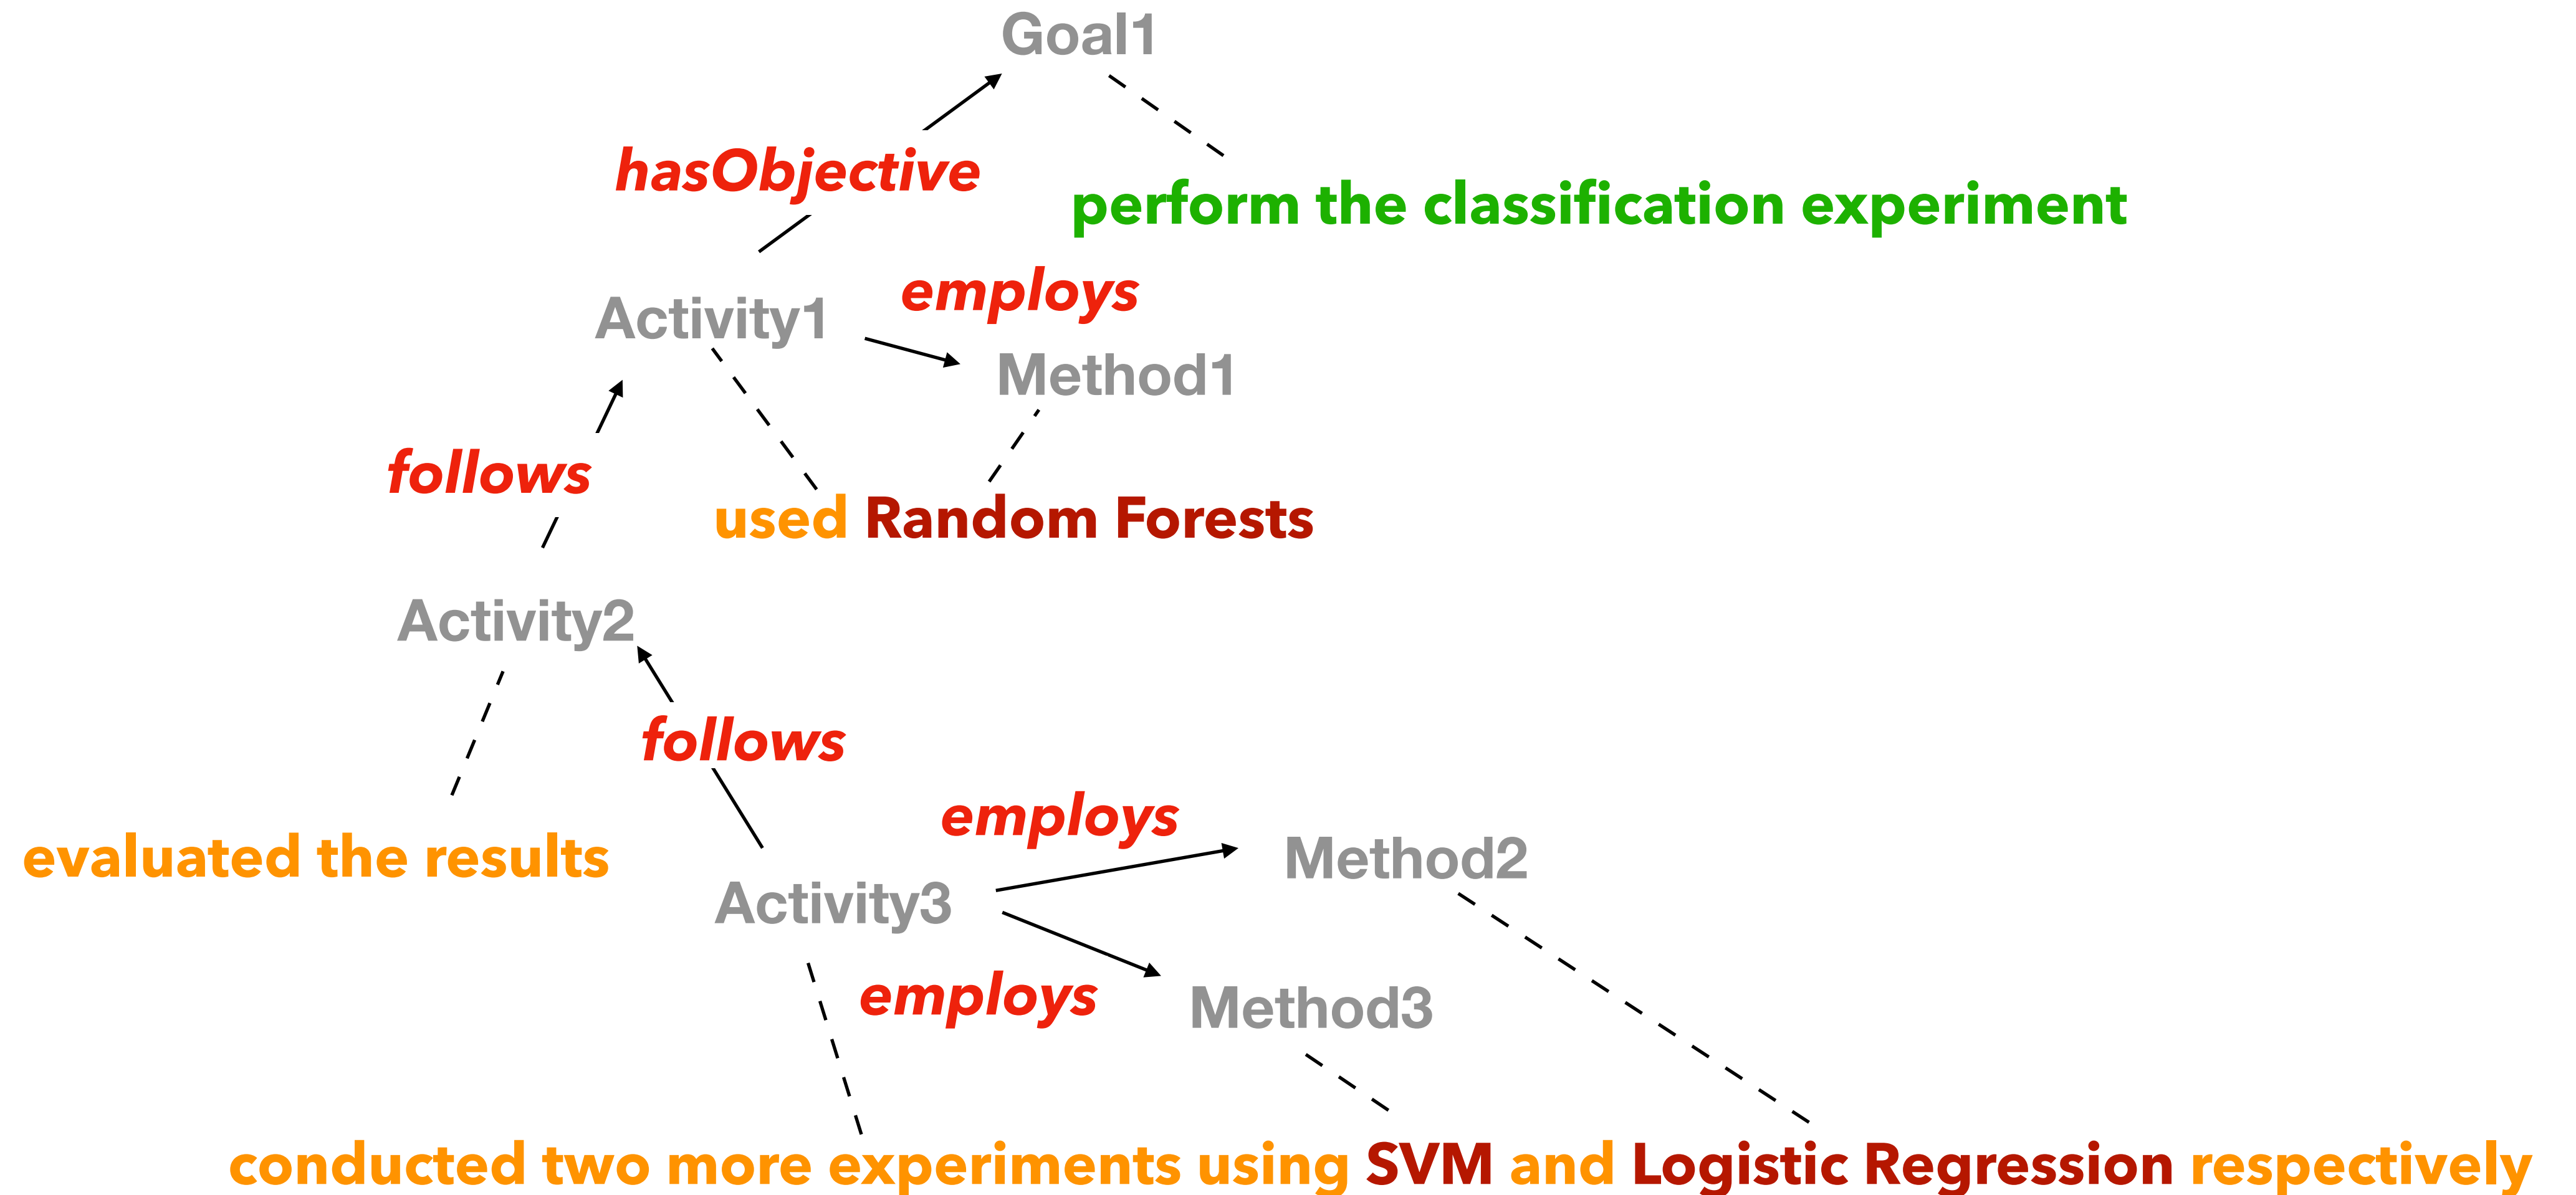 Goal1
hasObjective
perform the classification experiment
employs
Activity1
Method1
follows
used Random Forests
Activity2
follows
employs
evaluated the results
Method2
Activity3
employs
Method3
conducted two more experiments using SVM and Logistic Regression respectively